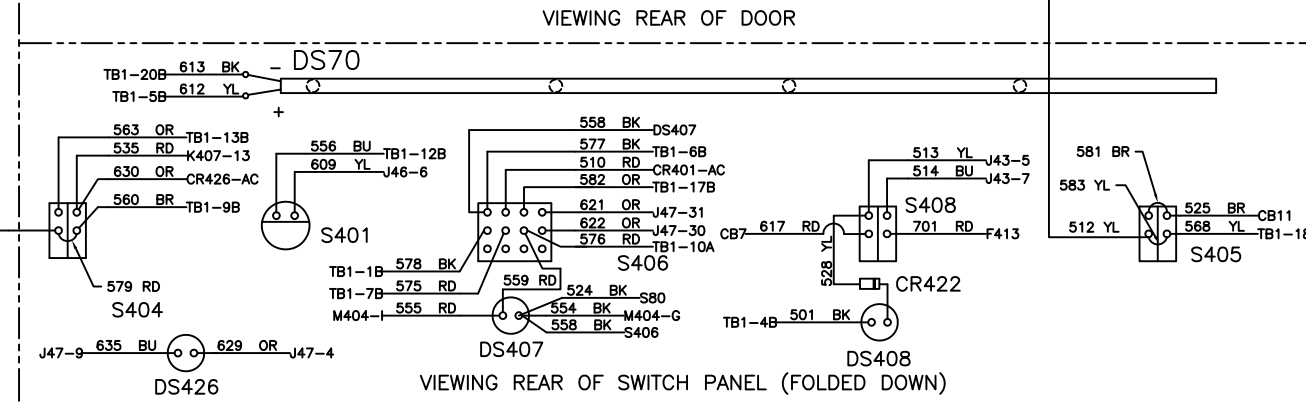 VIEWING REAR OF DOOR
DS70
TB1-20B 613 BK -
TB1-5B 612 YL
+
563 OR TB1-13B
535 RD K407-13
630 OR CR426-AC
560 BR TB1-9B
579 RD
S404
556 BU TB1-12B
609 YL J46-6
S401
558 BK DS407
577 BK TB1-6B
510 RD CR401-AC
582 OR TB1-17B
621 OR J47-31
622 OR J47-30
576 RD TB1-10A
S406
TB1-1B 578 BK
TB1-7B 575 RD
559 RD
M404-I 555 RD
524 BK S80
554 BK M404-G
558 BK S406
DS407
513 YL J43-5
514 BU J43-7
S408
CB7 617 RD
701 RD F413
528 YL
CR422
TB1-4B 501 BK
DS408
581 BR
583 YL
512 YL
525 BR CB11
568 YL TB1-18
S405
J47-9 635 BU
629 OR J47-4
DS426
VIEWING REAR OF SWITCH PANEL (FOLDED DOWN)